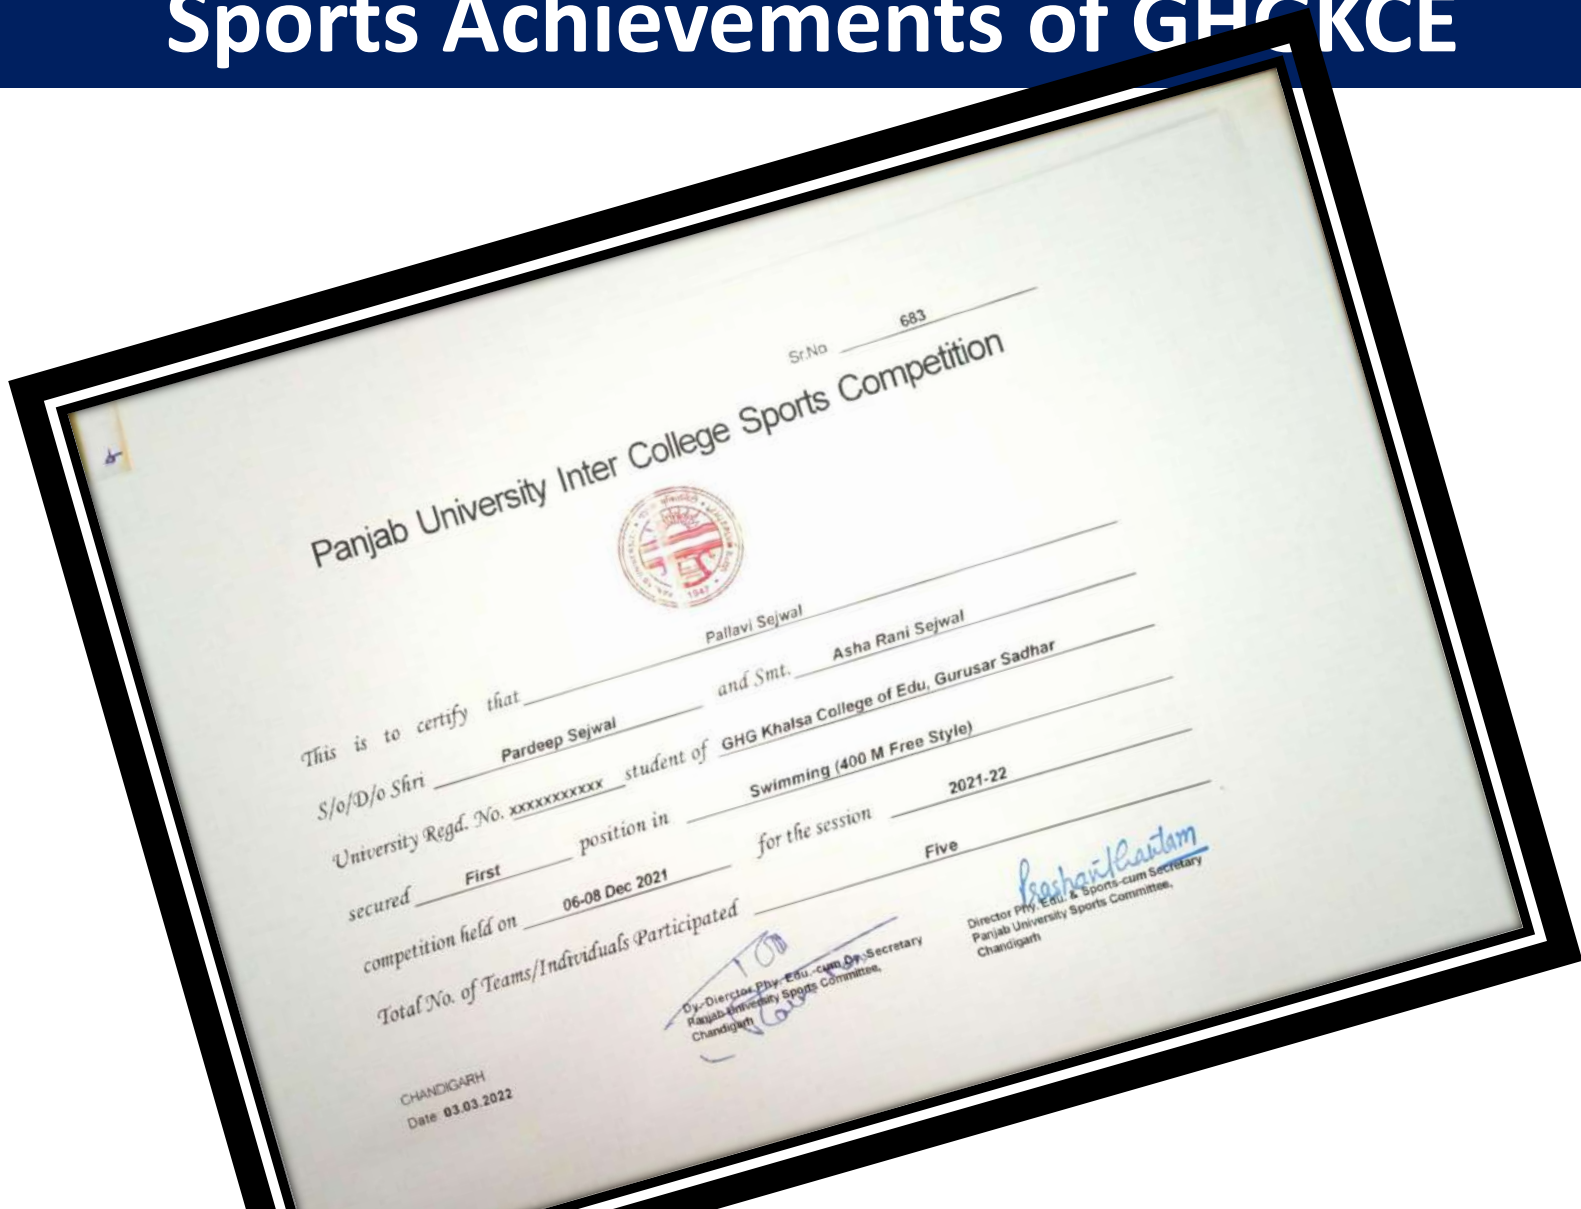 Sports Achievements of GHGKCE
Sr.No 683
Panjab University Inter College Sports Competition
1947
This is to certify that Pallavi Sejwal
S/o/D/o Shri Pardeep Sejwal and Smt. Asha Rani Sejwal
University Regd. No. xxxxxxxxxxx student of GHG Khalsa College of Edu, Gurusar Sadhar
secured First position in Swimming (400 M Free Style)
competition held on 06-08 Dec 2021 for the session 2021-22
Total No. of Teams/Individuals Participated Five
Dy.-Dierctor Phy. Edu.-cum Dy. Secretary
Panjab University Sports Committee,
Chandigarh
Director Phy. Edu. & Sports-cum Secretary
Panjab University Sports Committee,
Chandigarh
CHANDIGARH
Date 03.03.2022